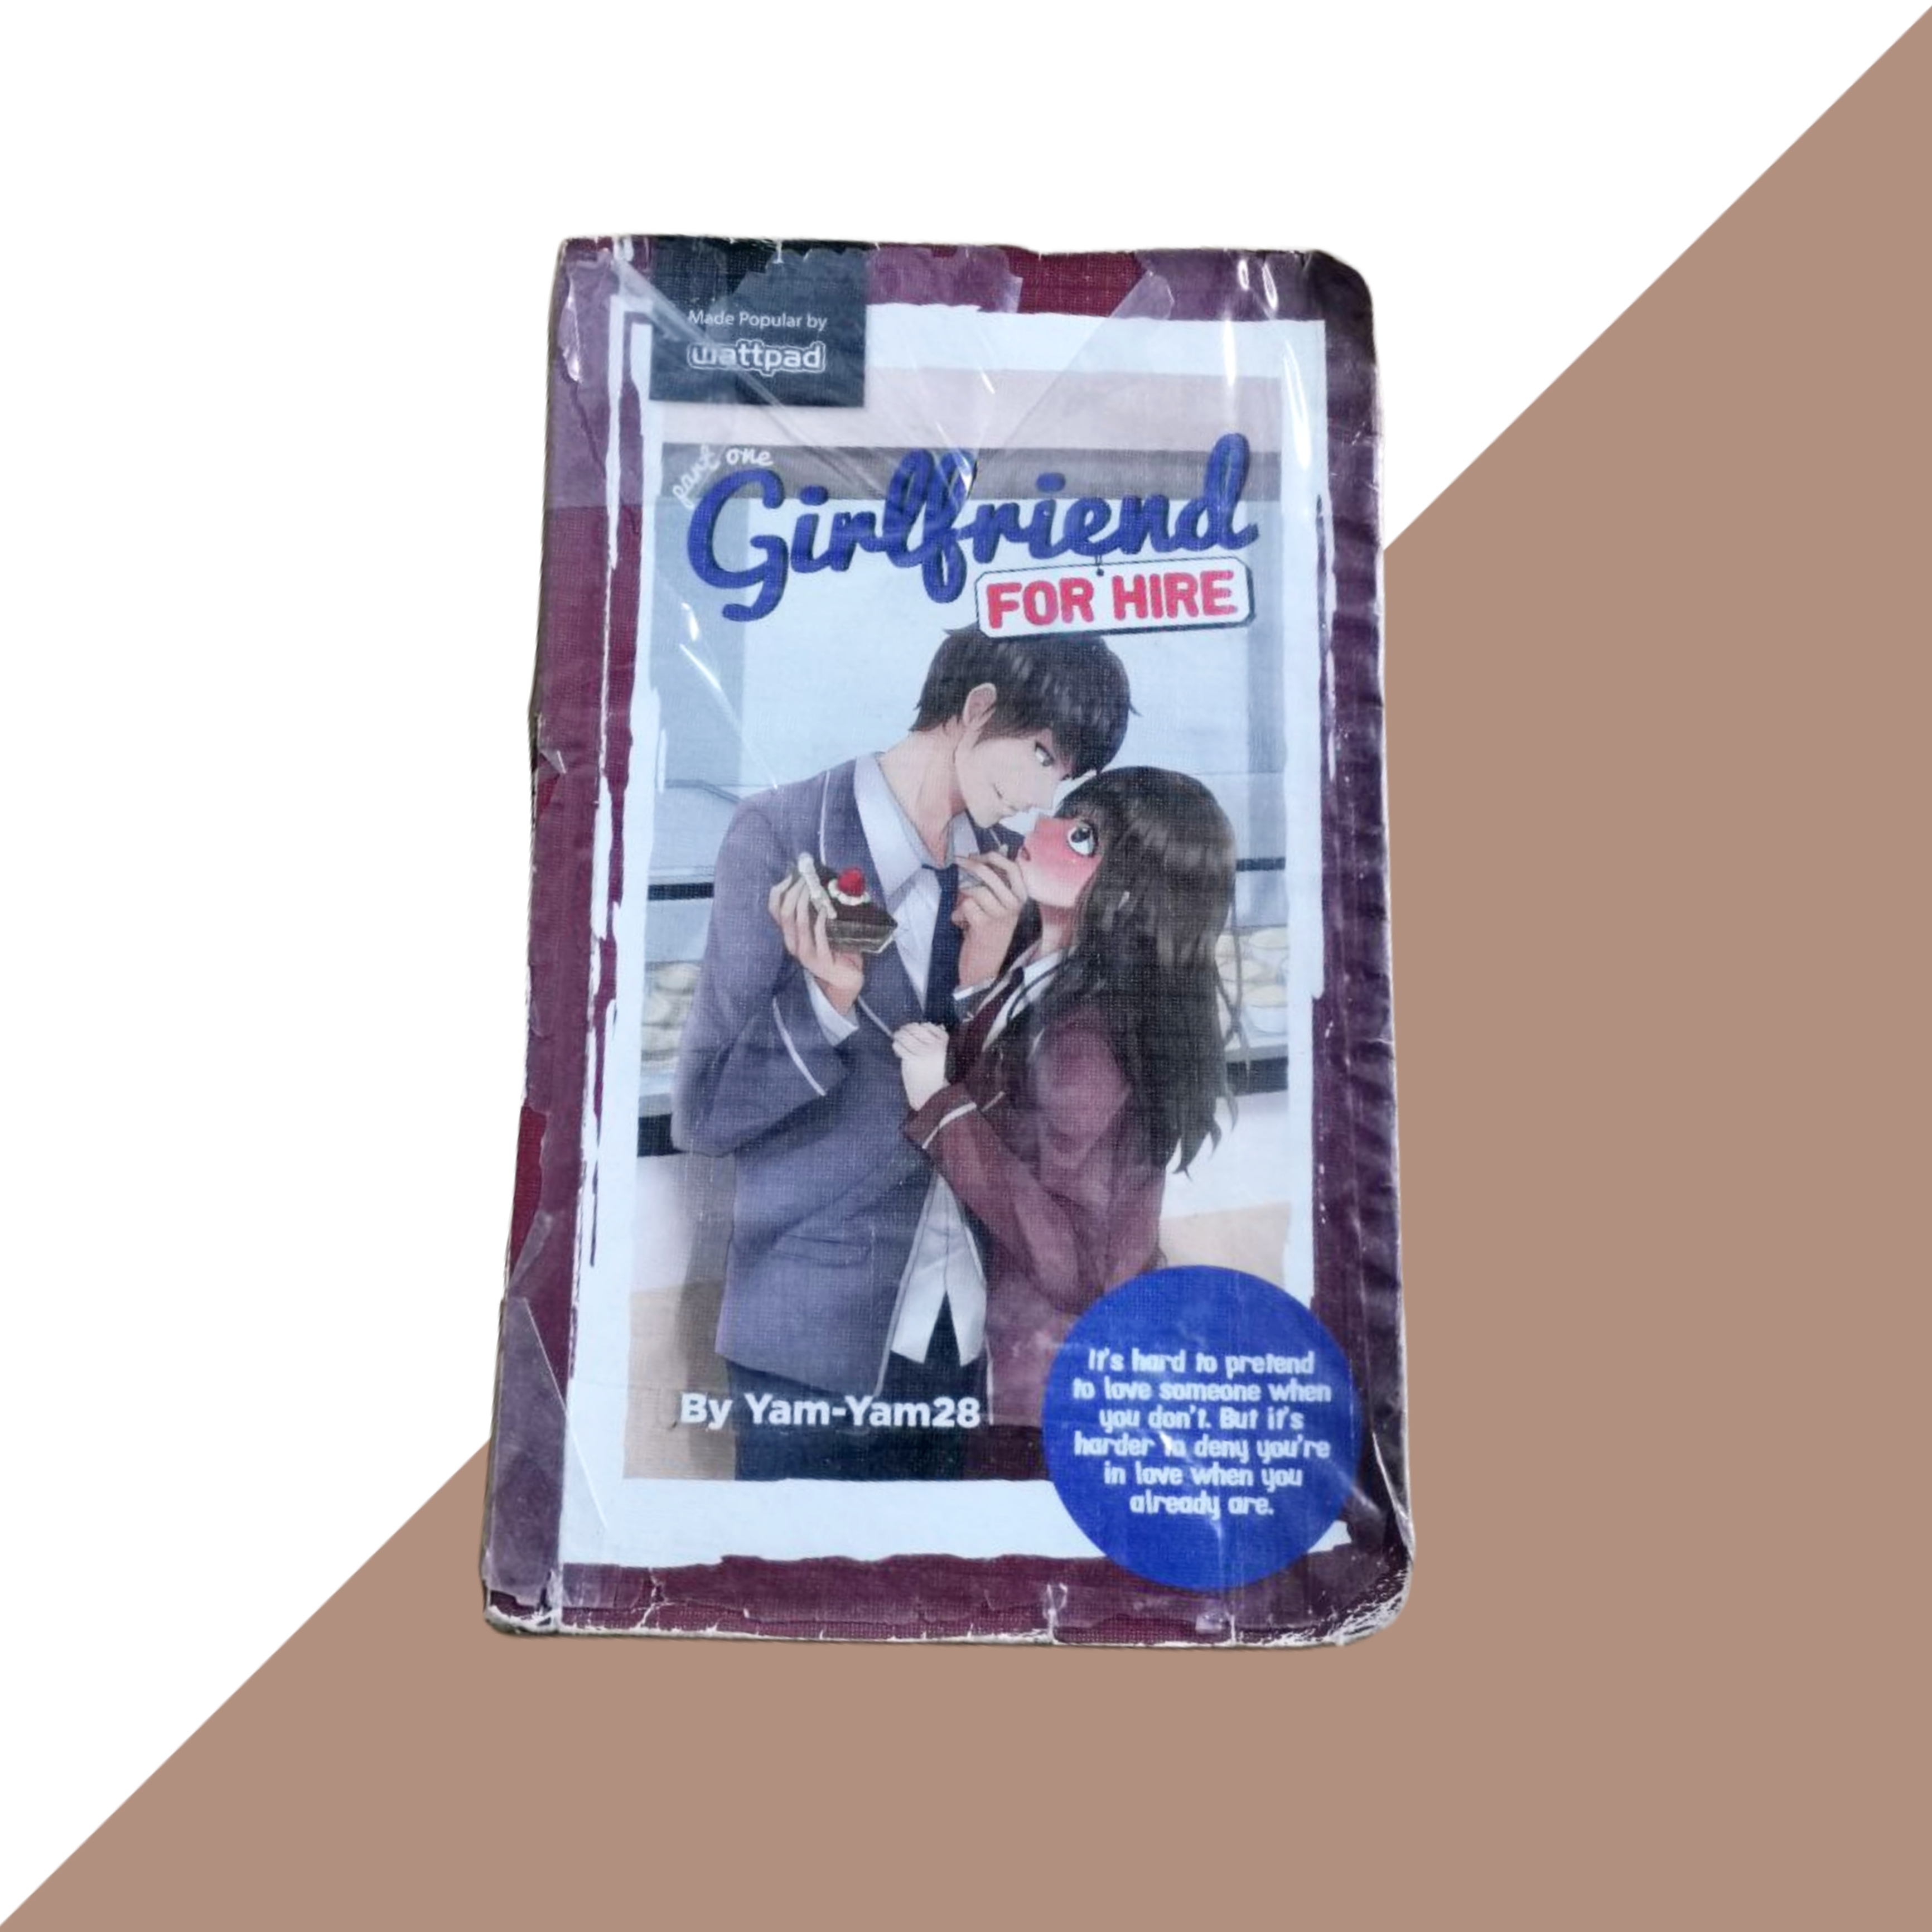 Made Popular by
wattpad
part one
Girlfriend
FOR HIRE
By Yam-Yam28
It's hard to pretend
to love someone when
you don't. But it's
harder to deny you're
in love when you
already are.